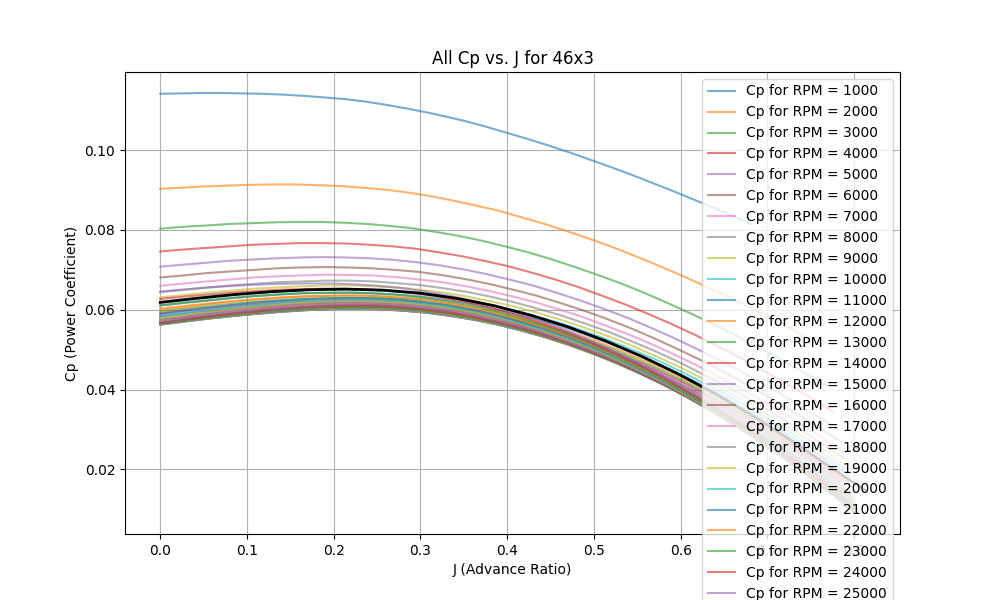 All Cp vs. J for 46x3
Cp (Power Coefficient)
0.10
0.08
0.06
0.04
0.02
0.0 0.1 0.2 0.3 0.4 0.5 0.6
J (Advance Ratio)
Cp for RPM = 1000
Cp for RPM = 2000
Cp for RPM = 3000
Cp for RPM = 4000
Cp for RPM = 5000
Cp for RPM = 6000
Cp for RPM = 7000
Cp for RPM = 8000
Cp for RPM = 9000
Cp for RPM = 10000
Cp for RPM = 11000
Cp for RPM = 12000
Cp for RPM = 13000
Cp for RPM = 14000
Cp for RPM = 15000
Cp for RPM = 16000
Cp for RPM = 17000
Cp for RPM = 18000
Cp for RPM = 19000
Cp for RPM = 20000
Cp for RPM = 21000
Cp for RPM = 22000
Cp for RPM = 23000
Cp for RPM = 24000
Cp for RPM = 25000